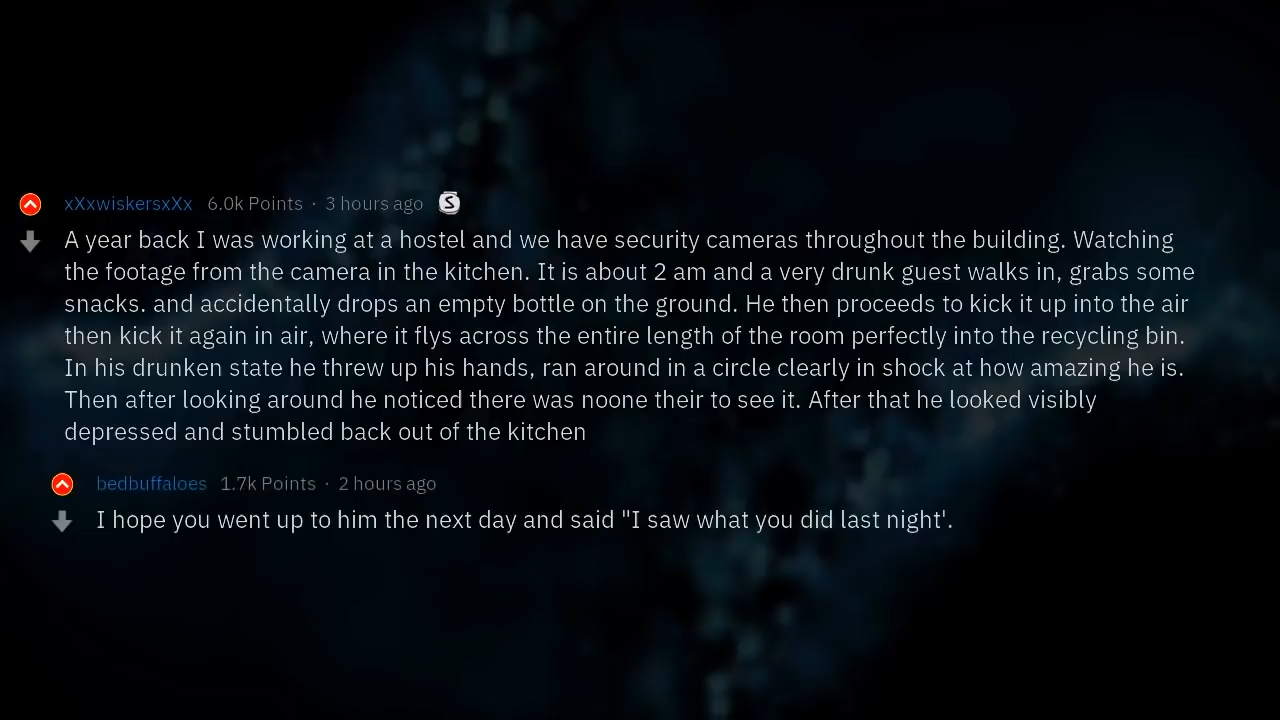 xXxwiskersxXx 6.0k Points · 3 hours ago S
A year back I was working at a hostel and we have security cameras throughout the building. Watching
the footage from the camera in the kitchen. It is about 2 am and a very drunk guest walks in, grabs some
snacks. and accidentally drops an empty bottle on the ground. He then proceeds to kick it up into the air
then kick it again in air, where it flys across the entire length of the room perfectly into the recycling bin.
In his drunken state he threw up his hands, ran around in a circle clearly in shock at how amazing he is.
Then after looking around he noticed there was noone their to see it. After that he looked visibly
depressed and stumbled back out of the kitchen
bedbuffaloes 1.7k Points · 2 hours ago
I hope you went up to him the next day and said "I saw what you did last night'.